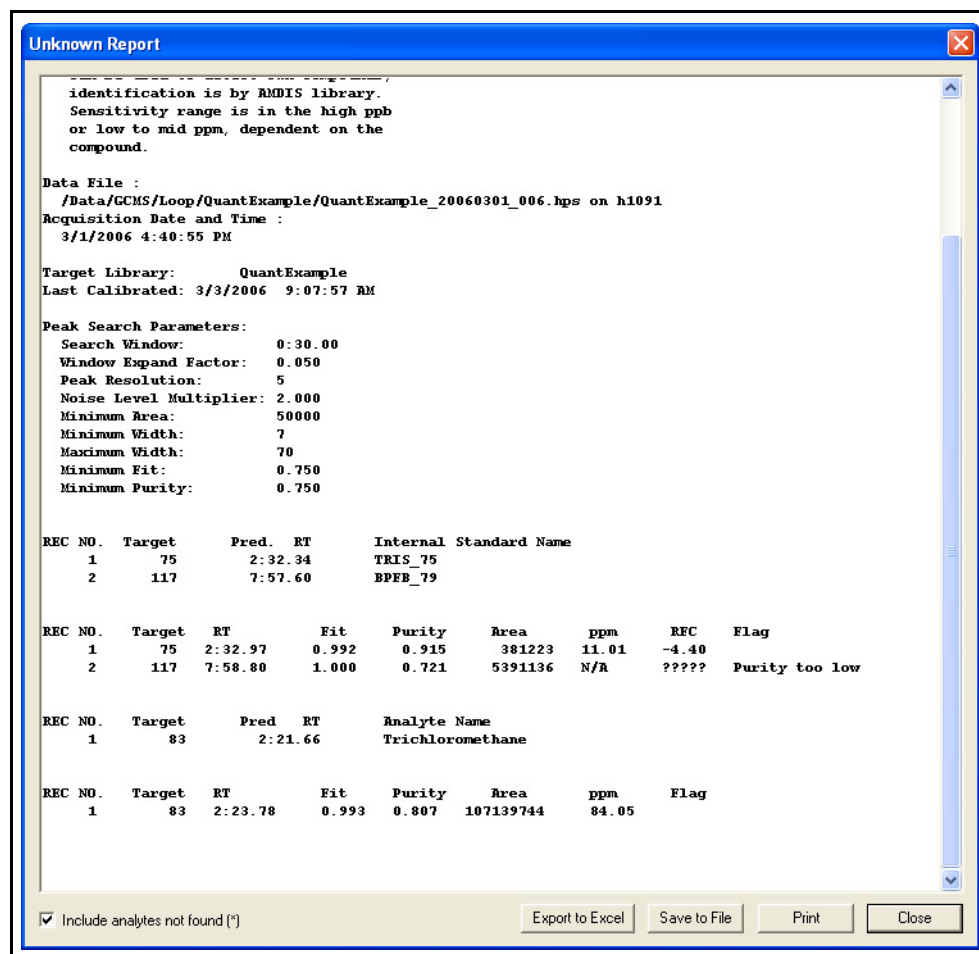 Unknown Report
identification is by AMDIS library.
Sensitivity range is in the high ppb
or low to mid ppm, dependent on the
compound.
Data File :
/Data/GCMS/Loop/QuantExample/QuantExample_20060301_006.hps on h1091
Acquisition Date and Time :
3/1/2006 4:40:55 PM
Target Library: QuantExample
Last Calibrated: 3/3/2006 9:07:57 AM
Peak Search Parameters:
Search Window: 0:30.00
Window Expand Factor: 0.050
Peak Resolution: 5
Noise Level Multiplier: 2.000
Minimum Area: 50000
Minimum Width: 7
Maximum Width: 70
Minimum Fit: 0.750
Minimum Purity: 0.750
REC NO. Target Pred. RT Internal Standard Name
1 75 2:32.34 TRIS_75
2 117 7:57.60 BPFB_79
REC NO. Target RT Fit Purity Area ppm RFC Flag
1 75 2:32.97 0.992 0.915 381223 11.01 -4.40
2 117 7:58.80 1.000 0.721 5391136 N/A ????? Purity too low
REC NO. Target Pred RT Analyte Name
1 83 2:21.66 Trichloromethane
REC NO. Target RT Fit Purity Area ppm Flag
1 83 2:23.78 0.993 0.807 107139744 84.05
Include analytes not found (*)
Export to Excel
Save to File
Print
Close